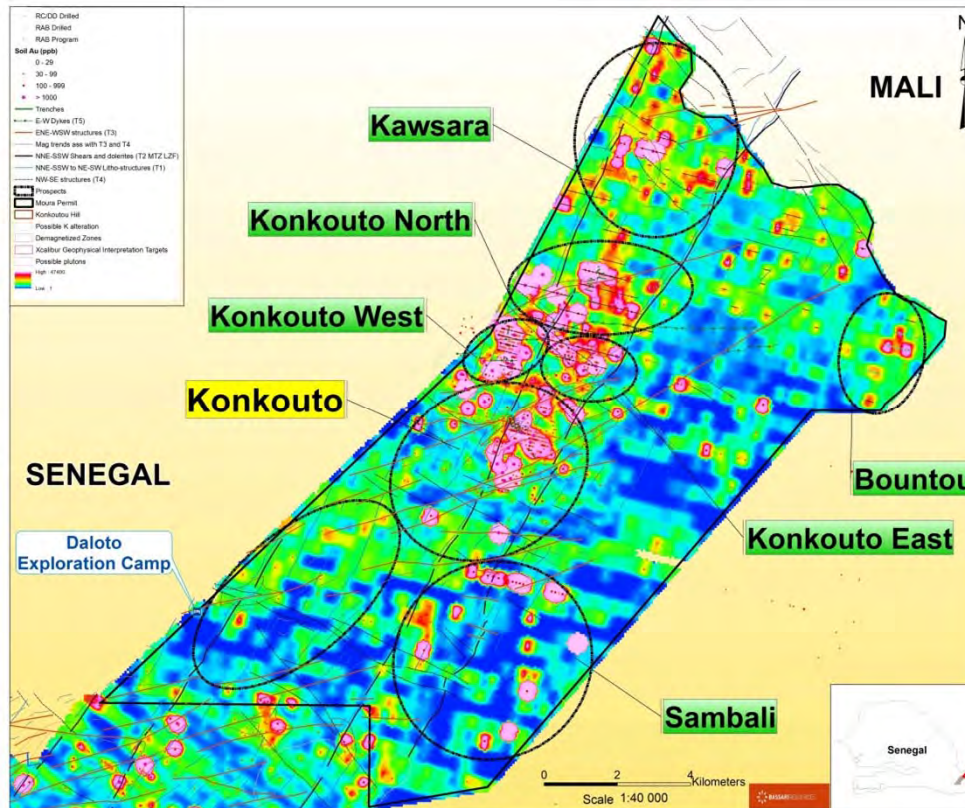 RC/DD Drilled
RAB Drilled
RAB Program
Soil Au (ppb)
0 - 29
30 - 99
100 - 999
> 1000
Trenches
E-W Dykes (T5)
ENE-WSW structures (T3)
Mag trends ass with T3 and T4
NNE-SSW Shears and dolerites (T2 MTZ LZF)
NNE-SSW to NE-SW Litho-structures (T1)
NW-SE structures (T4)
Prospects
Moura Permit
Konkoutou Hill
Possible K alteration
Demagnetized Zones
Xcalibur Geophysical Interpretation Targets
Possible plutons
High : 47400
Low : 1
N
MALI
Kawsara
Konkouto North
Konkouto West
Konkouto
SENEGAL
Bountou
Konkouto East
Daloto
Exploration Camp
Sambali
Senegal
0 2 4
Kilometers
Scale 1:40 000
BASSARI RESOURCES